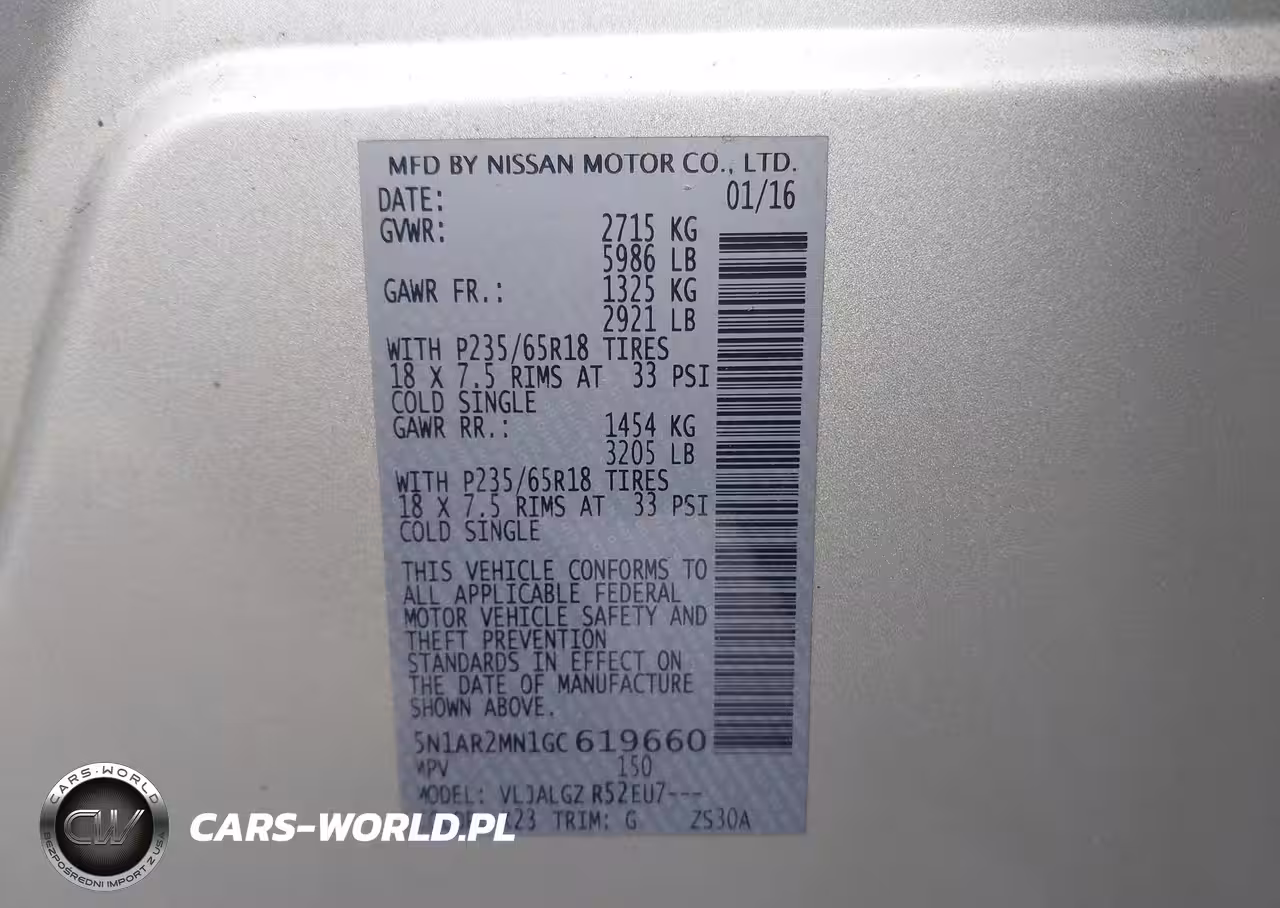 MFD BY NISSAN MOTOR CO., LTD.
DATE: 01/16
GVWR: 2715 KG
5986 LB
GAWR FR.: 1325 KG
2921 LB
WITH P235/65R18 TIRES
18 X 7.5 RIMS AT 33 PSI
COLD SINGLE
GAWR RR.: 1454 KG
3205 LB
WITH P235/65R18 TIRES
18 X 7.5 RIMS AT 33 PSI
COLD SINGLE
THIS VEHICLE CONFORMS TO
ALL APPLICABLE FEDERAL
MOTOR VEHICLE SAFETY AND
THEFT PREVENTION
STANDARDS IN EFFECT ON
THE DATE OF MANUFACTURE
SHOWN ABOVE.
5N1AR2MN1GC619660
MPV 150
MODEL: R52EU7---
TRIM: G ZS30A
CARS-WORLD
CW
BEZPOŚREDNI IMPORT Z USA
CARS-WORLD.PL